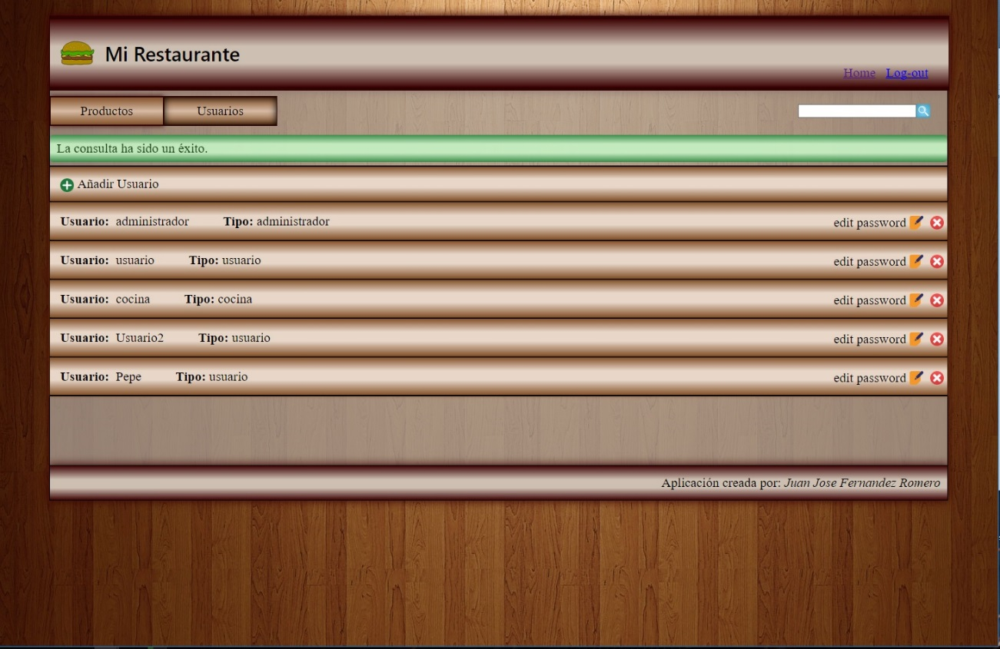 Mi Restaurante
Home Log-out
Productos Usuarios
La consulta ha sido un éxito.
Añadir Usuario
Usuario: administrador Tipo: administrador edit password
Usuario: usuario Tipo: usuario edit password
Usuario: cocina Tipo: cocina edit password
Usuario: Usuario2 Tipo: usuario edit password
Usuario: Pepe Tipo: usuario edit password
Aplicación creada por: Juan Jose Fernandez Romero